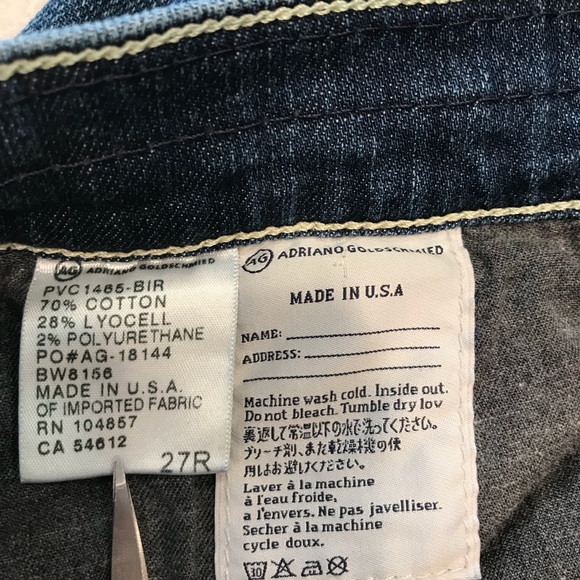 AG ADRIANO GOLDSCHMIED
PVC1465-BIR
70% COTTON
28% LYOCELL
2% POLYURETHANE
PO#AG-18144
BW8156
MADE IN U.S.A.
OF IMPORTED FABRIC
RN 104857
CA 54612
27R
AG ADRIANO GOLDSCHMIED
MADE IN U.S.A
NAME:
ADDRESS:
Machine wash cold. Inside out.
Do not bleach. Tumble dry low
裏返して常温以下の水で洗ってください。
ブリーチ剤、また乾燥機の使
用はお避けください。
Laver à la machine
à l'eau froide,
a l'envers. Ne pas javelliser.
Secher à la machine
cycle doux.
30